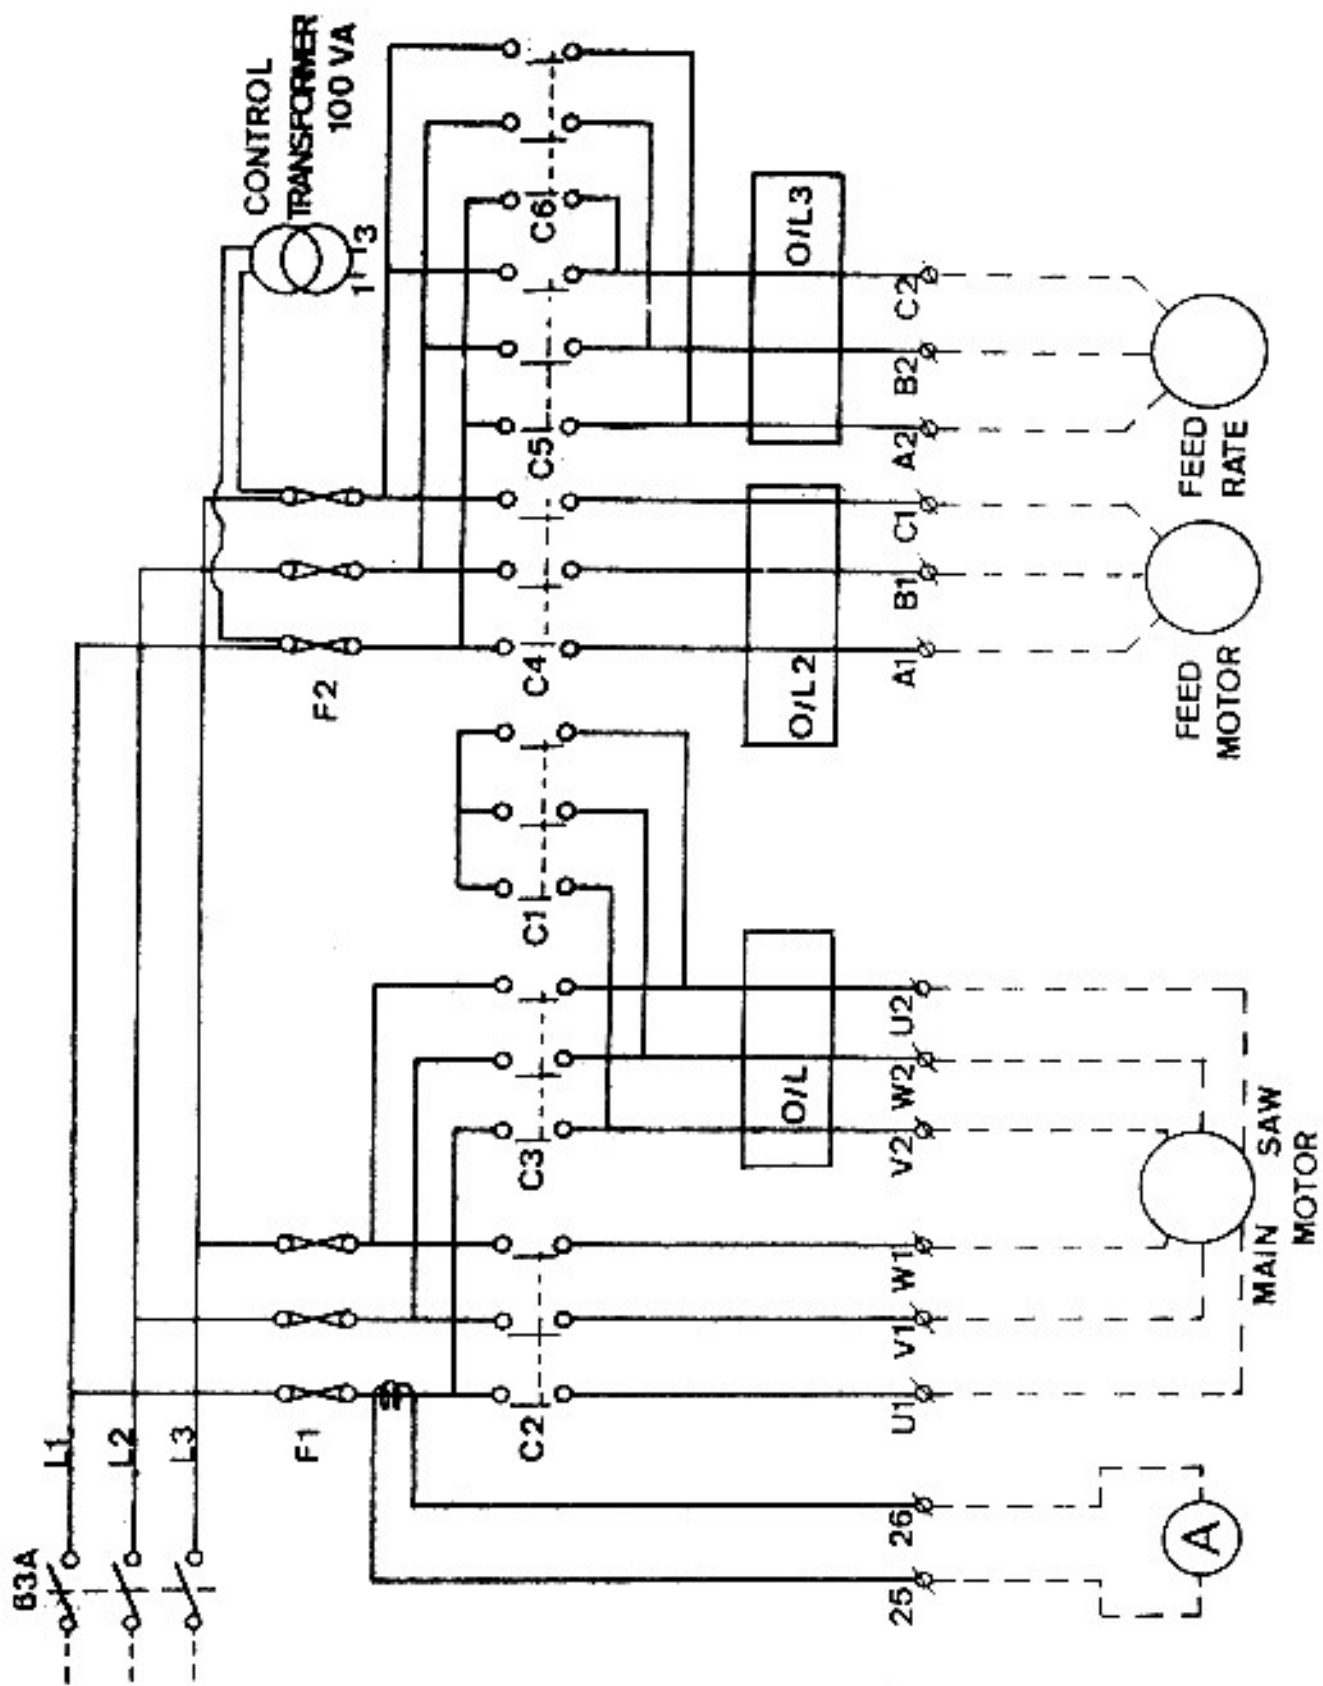 63A
L1
L2
L3
F1
F2
CONTROL
TRANSFORMER
100 VA
1 3
C2
C3
C1
C4
C5
C6
O/L
O/L2
O/L3
25
26
U1
V1
W1
V2
W2
U2
A1
B1
C1
A2
B2
C2
A
MAIN SAW
MOTOR
FEED
MOTOR
FEED
RATE